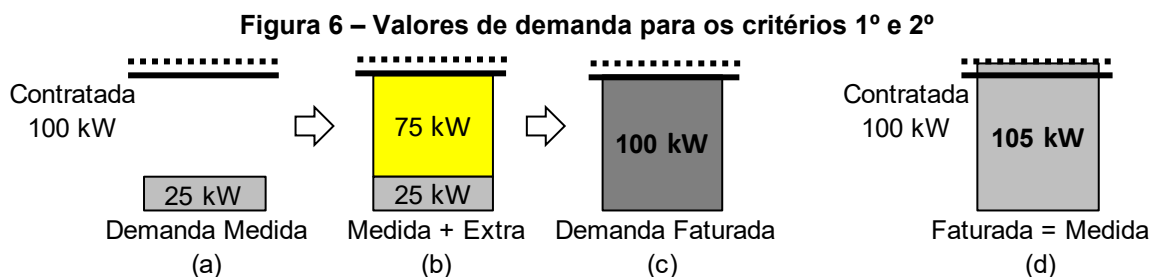 Figura 6 – Valores de demanda para os critérios 1º e 2º
Contratada
100 kW
25 kW
Demanda Medida
(a)
75 kW
25 kW
Medida + Extra
(b)
100 kW
Demanda Faturada
(c)
Contratada
100 kW
105 kW
Faturada = Medida
(d)